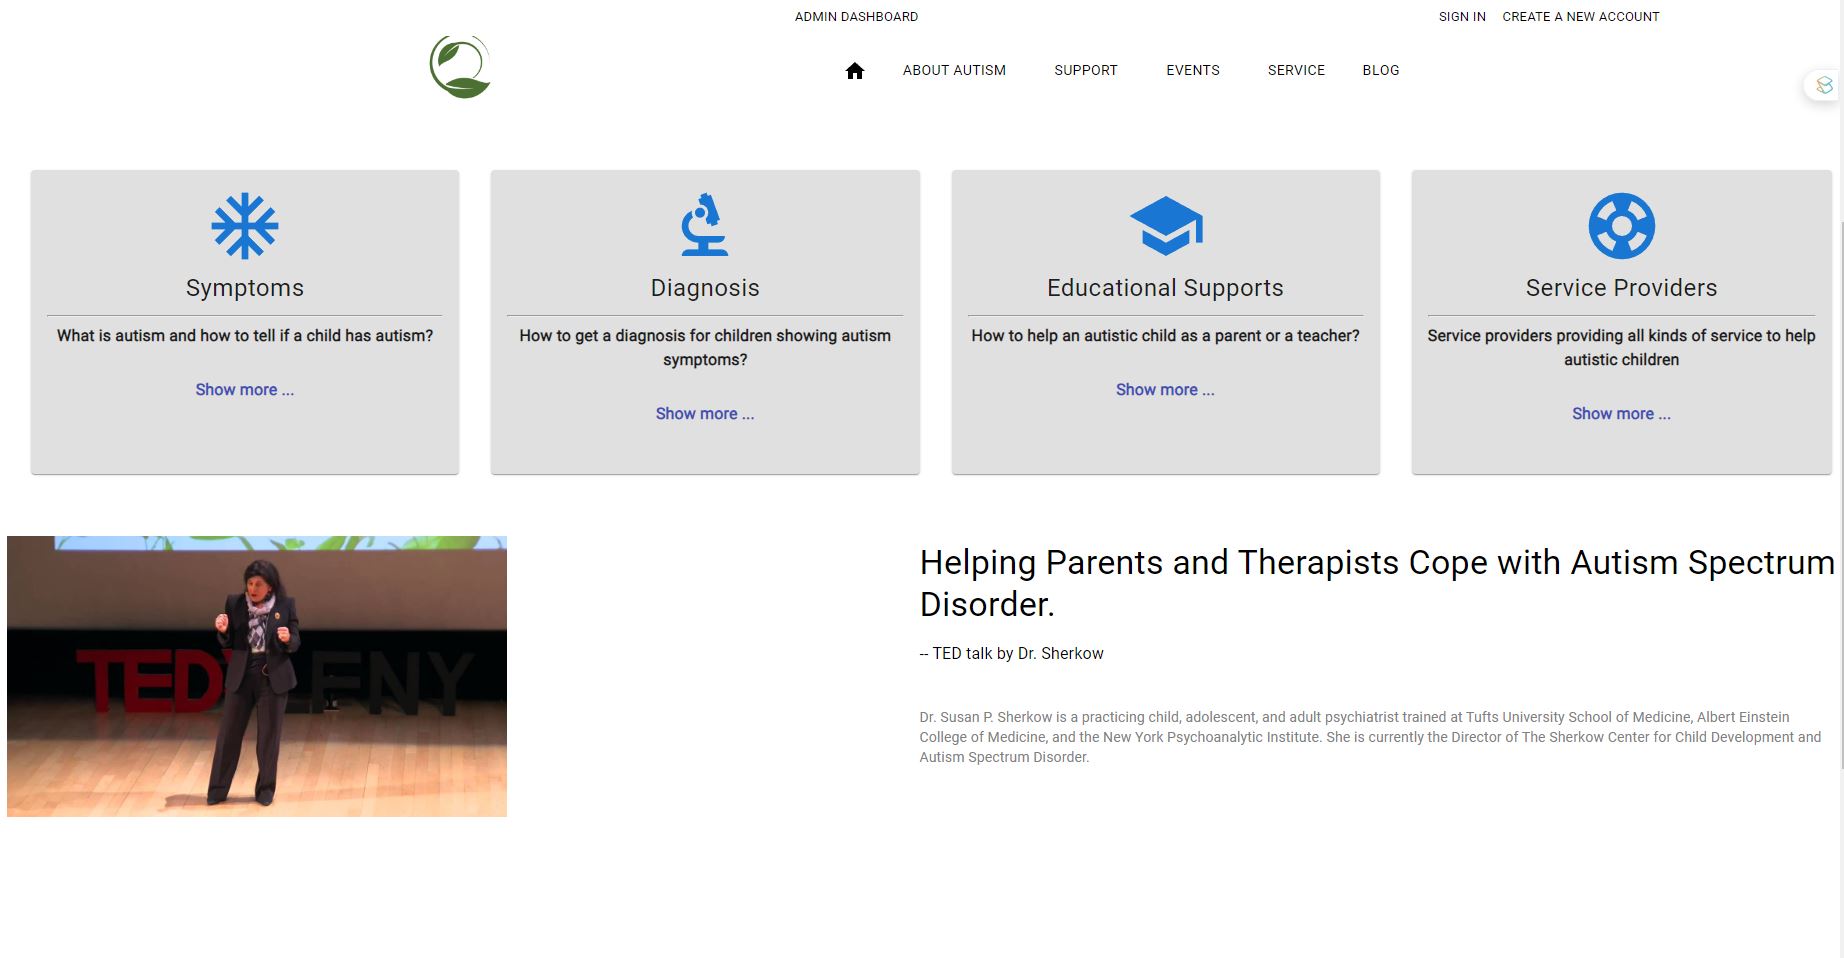 ADMIN DASHBOARD
SIGN IN
CREATE A NEW ACCOUNT
ABOUT AUTISM
SUPPORT
EVENTS
SERVICE
BLOG
Symptoms
What is autism and how to tell if a child has autism?
Show more ...
Diagnosis
How to get a diagnosis for children showing autism
symptoms?
Show more ...
Educational Supports
How to help an autistic child as a parent or a teacher?
Show more ...
Service Providers
Service providers providing all kinds of service to help
autistic children
Show more ...
TED
FNY
Helping Parents and Therapists Cope with Autism Spectrum
Disorder.
-- TED talk by Dr. Sherkow
Dr. Susan P. Sherkow is a practicing child, adolescent, and adult psychiatrist trained at Tufts University School of Medicine, Albert Einstein
College of Medicine, and the New York Psychoanalytic Institute. She is currently the Director of The Sherkow Center for Child Development and
Autism Spectrum Disorder.